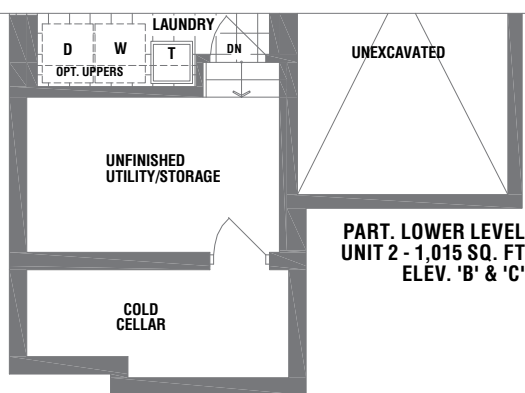 LAUNDRY
D
W
T
DN
OPT. UPPERS
UNEXCAVATED
UNFINISHED
UTILITY/STORAGE
PART. LOWER LEVEL
UNIT 2 - 1,015 SQ. FT
ELEV. 'B' & 'C'
COLD
CELLAR